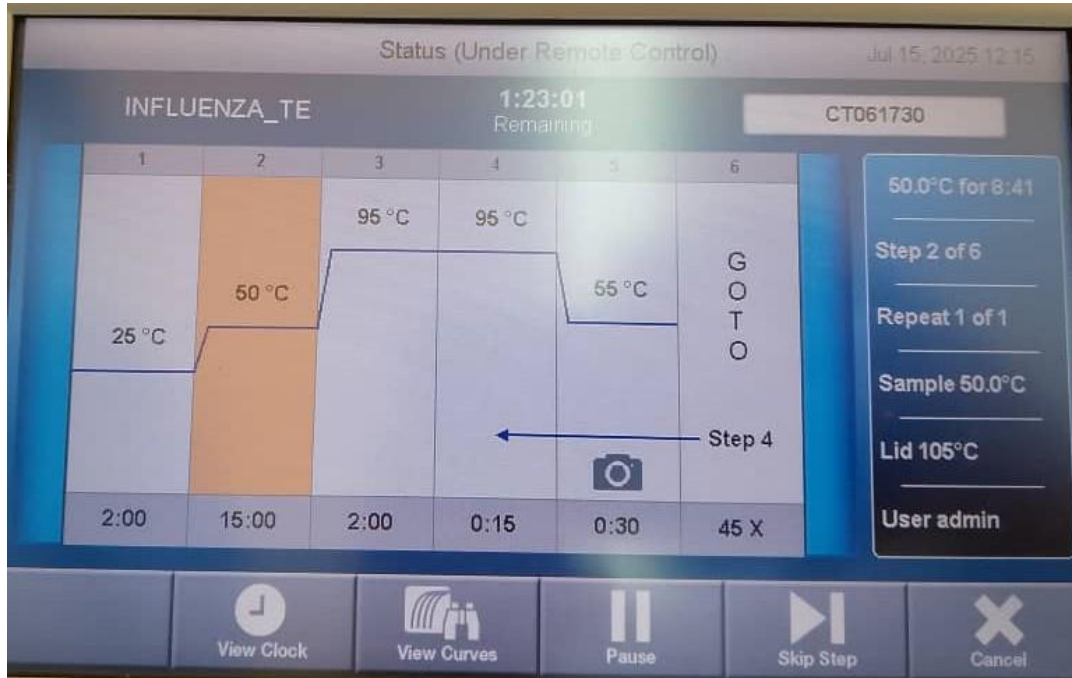 Status (Under Remote Control)
Jul 15, 2025 12:15
INFLUENZA_TE
1:23:01
Remaining
CT061730
1 2 3 4 5 6
95 °C 95 °C
50 °C 55 °C
25 °C
G
O
T
O
Step 4
2:00 15:00 2:00 0:15 0:30 45 X
50.0°C for 8:41
Step 2 of 6
Repeat 1 of 1
Sample 50.0°C
Lid 105°C
User admin
View Clock View Curves Pause Skip Step Cancel